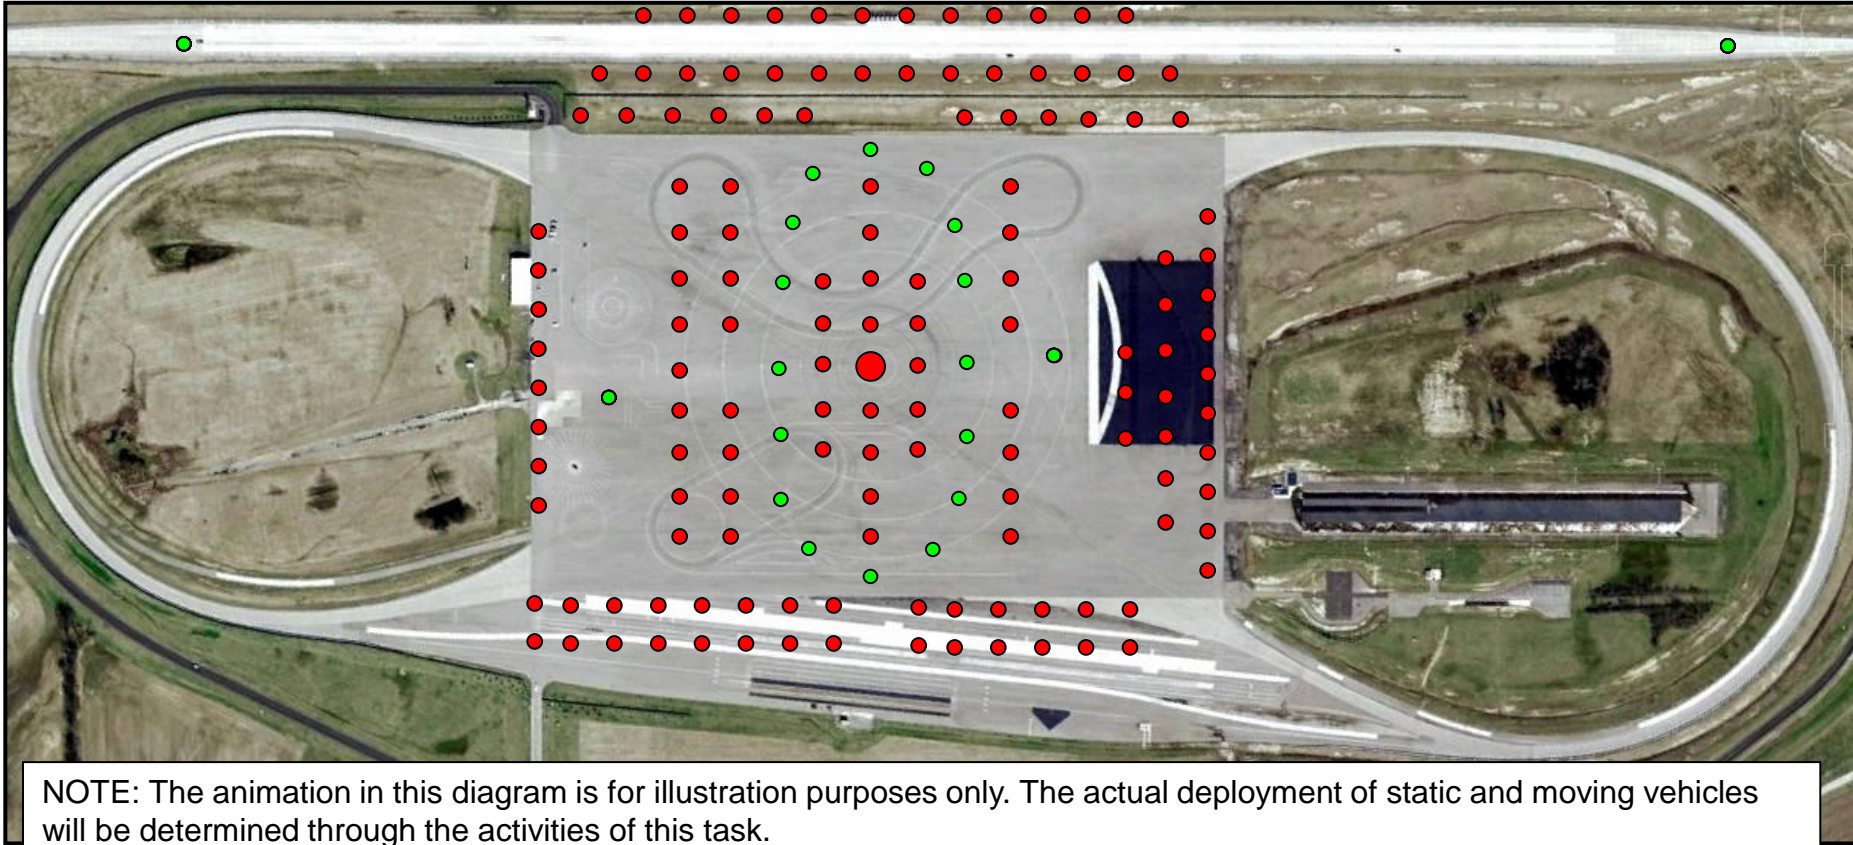 NOTE: The animation in this diagram is for illustration purposes only. The actual deployment of static and moving vehicles
will be determined through the activities of this task.